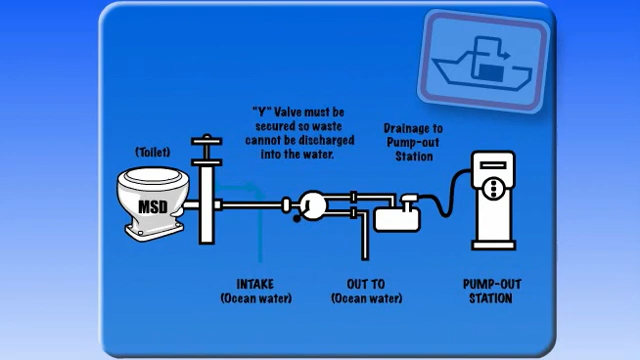 "Y" Valve must be
secured so waste
cannot be discharged
into the water.
Drainage to
Pump-out
Station
(Toilet)
MSD
INTAKE
(Ocean water)
OUT TO
(Ocean water)
PUMP-OUT
STATION